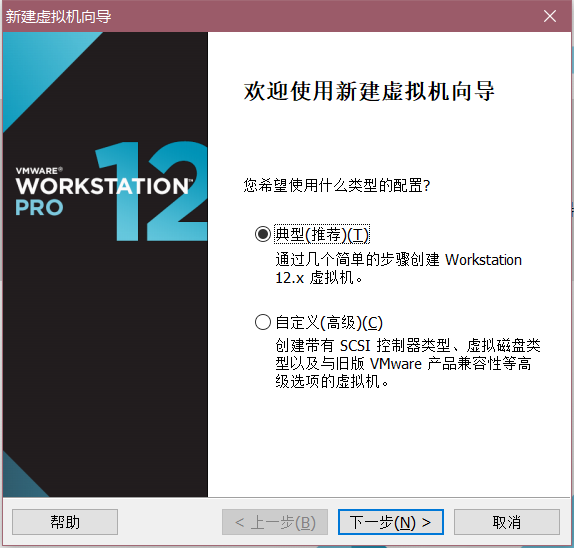 新建虚拟机向导
欢迎使用新建虚拟机向导
VMWARE®
WORKSTATION™
PRO
12
您希望使用什么类型的配置?
典型(推荐)(T)
通过几个简单的步骤创建 Workstation
12.x 虚拟机。
自定义(高级)(C)
创建带有 SCSI 控制器类型、虚拟磁盘类
型以及与旧版 VMware 产品兼容性等高
级选项的虚拟机。
帮助
< 上一步(B)
下一步(N) >
取消